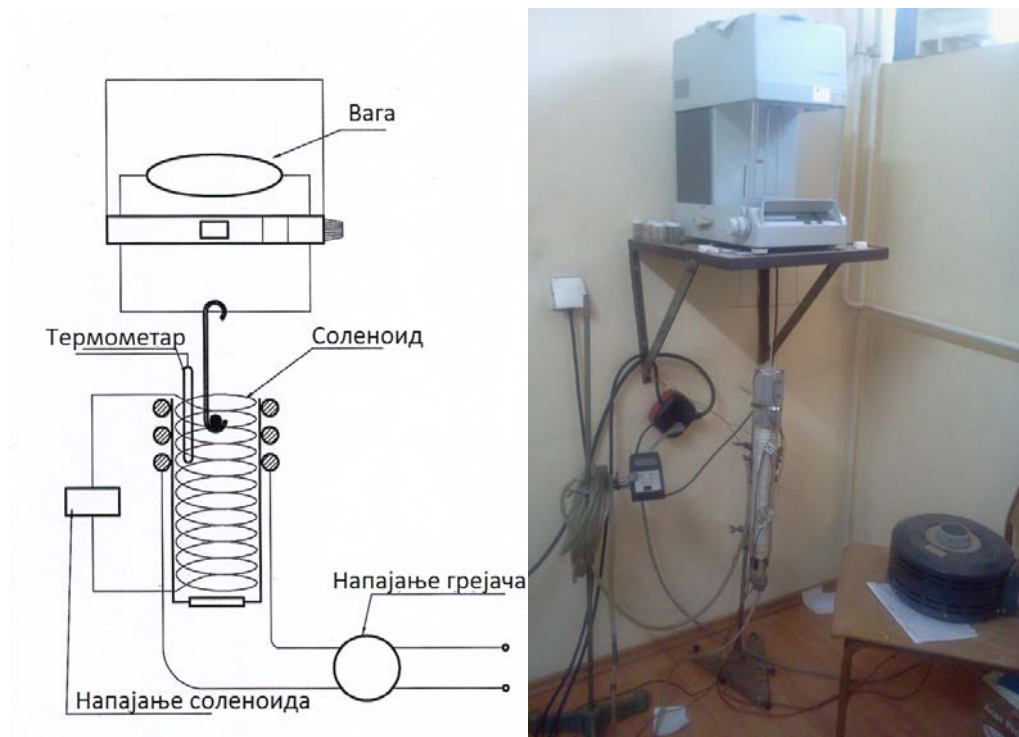 Вага
Термометар
Соленоид
Напајање грејача
Напајање соленоида